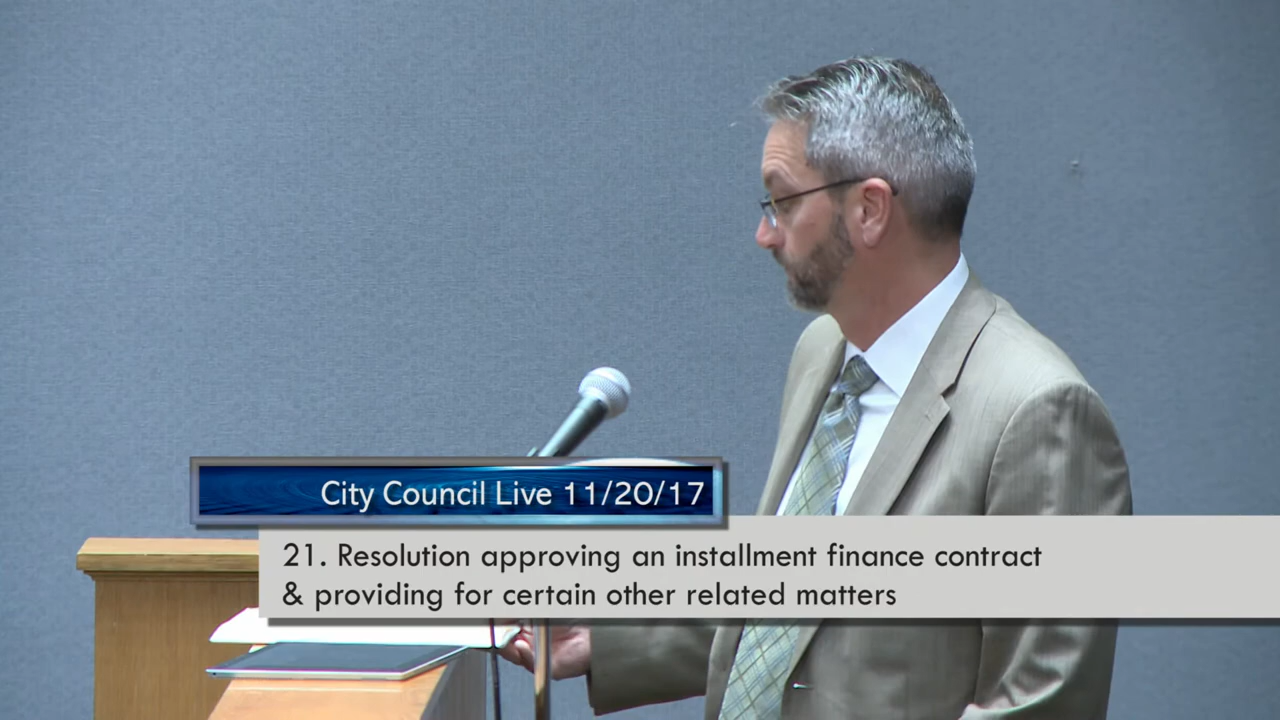 City Council Live 11/20/17
21. Resolution approving an installment finance contract
& providing for certain other related matters